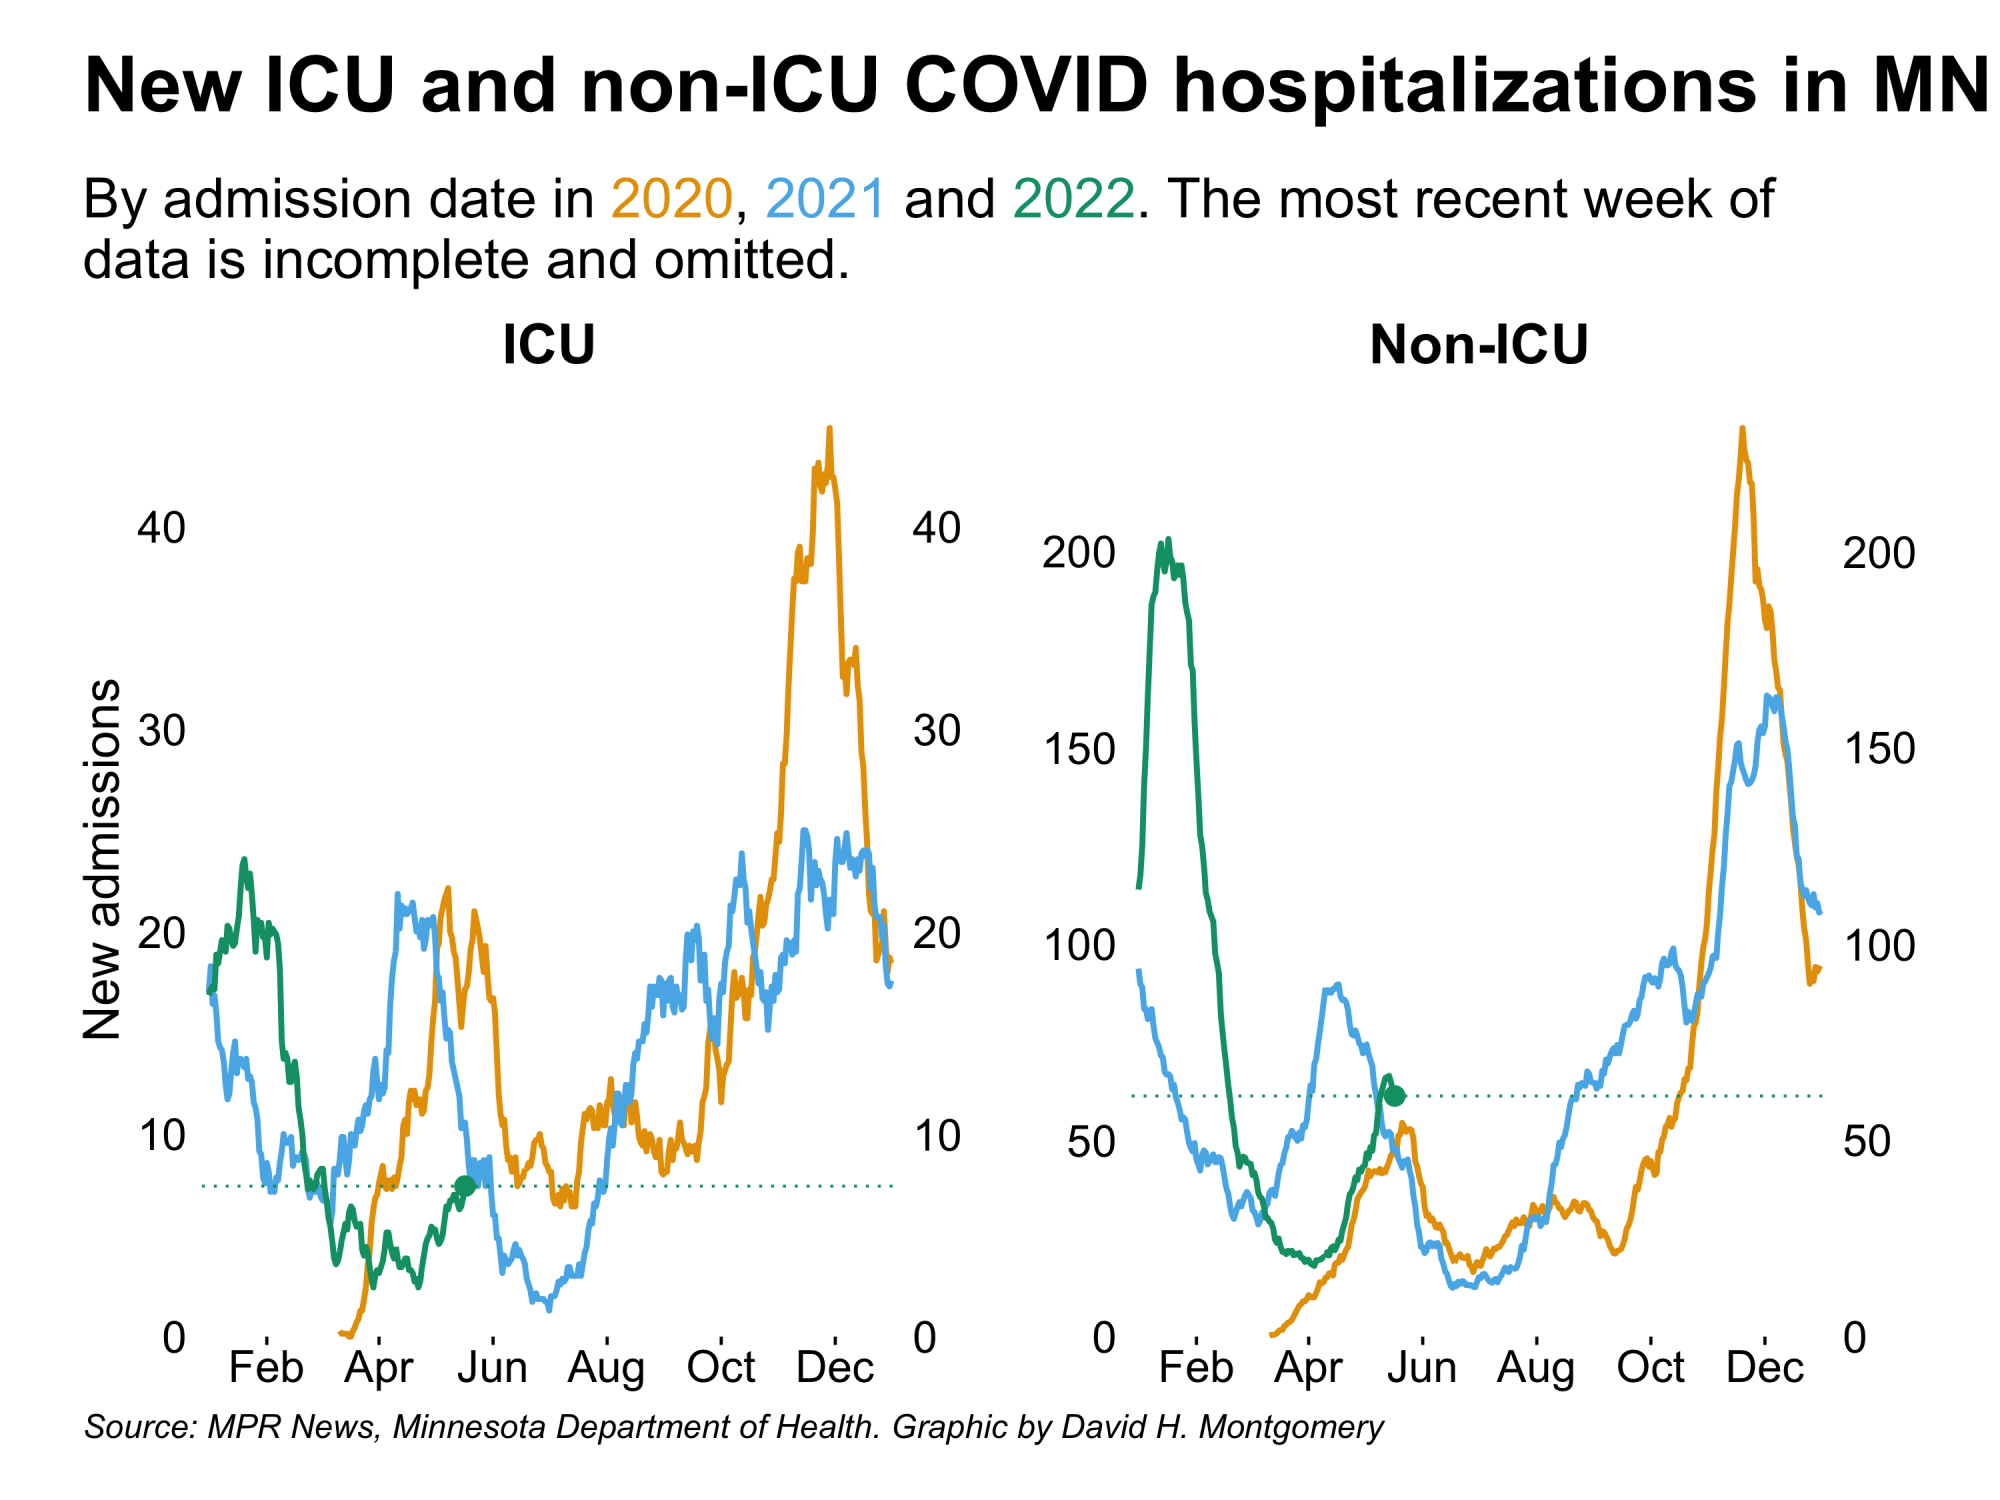 New ICU and non-ICU COVID hospitalizations in MN
By admission date in 2020, 2021 and 2022. The most recent week of
data is incomplete and omitted.
ICU
Non-ICU
New admissions
40
30
20
10
0
40
30
20
10
0
Feb Apr Jun Aug Oct Dec
200
150
100
50
0
200
150
100
50
0
Feb Apr Jun Aug Oct Dec
Source: MPR News, Minnesota Department of Health. Graphic by David H. Montgomery